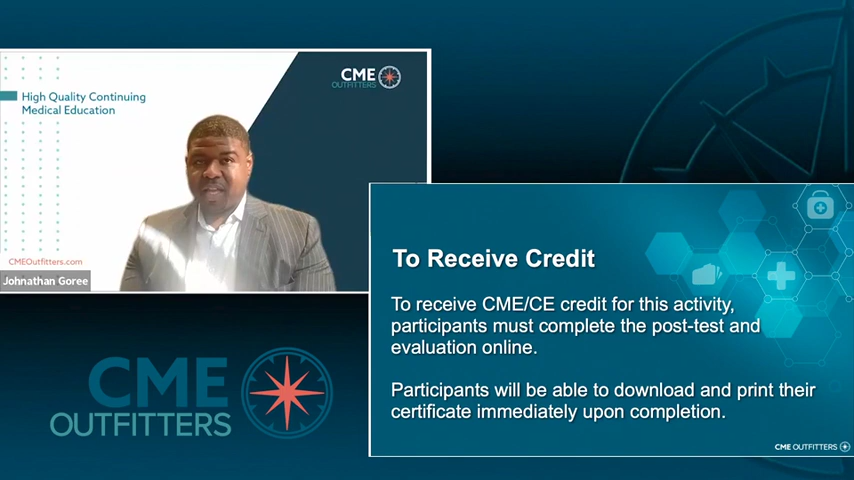 High Quality Continuing
Medical Education
CME
OUTFITTERS
CMEOutfitters.com
Johnathan Goree
To Receive Credit
To receive CME/CE credit for this activity,
participants must complete the post-test and
evaluation online.
Participants will be able to download and print their
certificate immediately upon completion.
CME OUTFITTERS
CME
OUTFITTERS